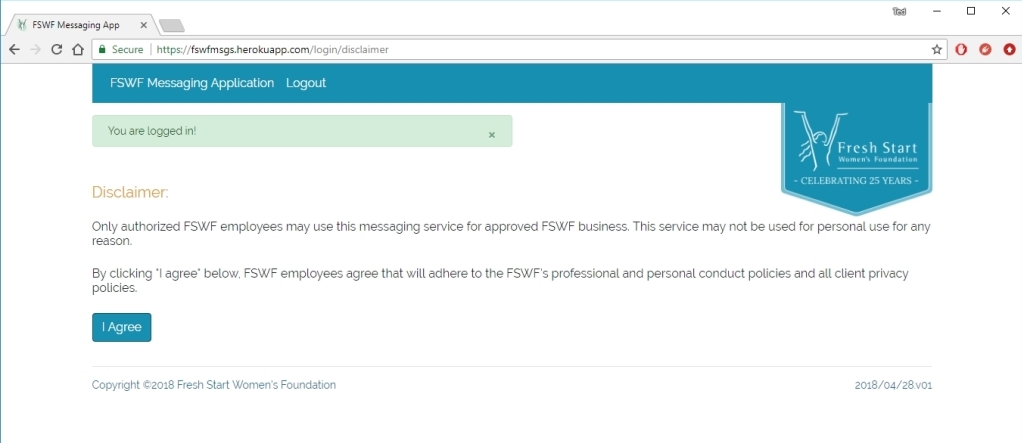 FSWF Messaging App
Ted
Secure
https://fswfmsgs.herokuapp.com/login/disclaimer
FSWF Messaging Application Logout
You are logged in!
×
Fresh Start
Women's Foundation
~ CELEBRATING 25 YEARS ~
Disclaimer:
Only authorized FSWF employees may use this messaging service for approved FSWF business. This service may not be used for personal use for any
reason.
By clicking "I agree" below, FSWF employees agree that will adhere to the FSWF's professional and personal conduct policies and all client privacy
policies.
I Agree
Copyright ©2018 Fresh Start Women's Foundation
2018/04/28.v01